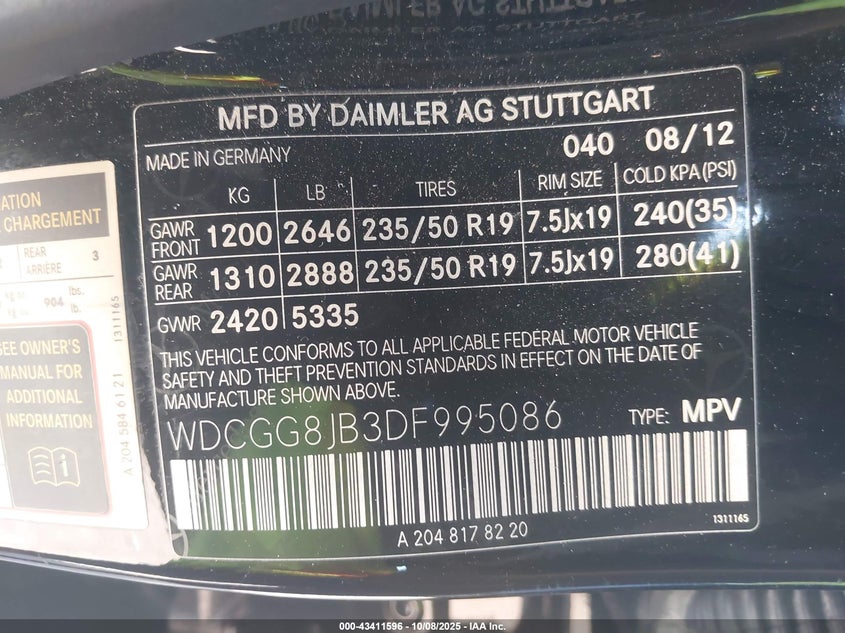 MFD BY DAIMLER AG STUTTGART
MADE IN GERMANY 040 08/12
KG LB TIRES RIM SIZE COLD KPA(PSI)
GAWR FRONT 1200 2646 235/50 R19 7.5Jx19 240(35)
GAWR REAR 1310 2888 235/50 R19 7.5Jx19 280(41)
GVWR 2420 5335
THIS VEHICLE CONFORMS TO ALL APPLICABLE FEDERAL MOTOR VEHICLE
SAFETY AND THEFT PREVENTION STANDARDS IN EFFECT ON THE DATE OF
MANUFACTURE SHOWN ABOVE.
WDCGG8JB3DF995086 TYPE: MPV
A 204 817 82 20
1311165
CHARGEMENT
REAR
ARRIERE 3
kg 904 lbs.
lb.
SEE OWNER'S
MANUAL FOR
ADDITIONAL
INFORMATION
A 204 584 61 21 1311165
000-43411596 - 10/08/2025 - IAA Inc.